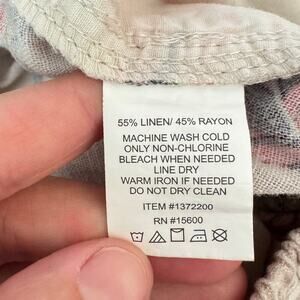 55% LINEN/ 45% RAYON
MACHINE WASH COLD
ONLY NON-CHLORINE
BLEACH WHEN NEEDED
LINE DRY
WARM IRON IF NEEDED
DO NOT DRY CLEAN
ITEM #1372200
RN #15600